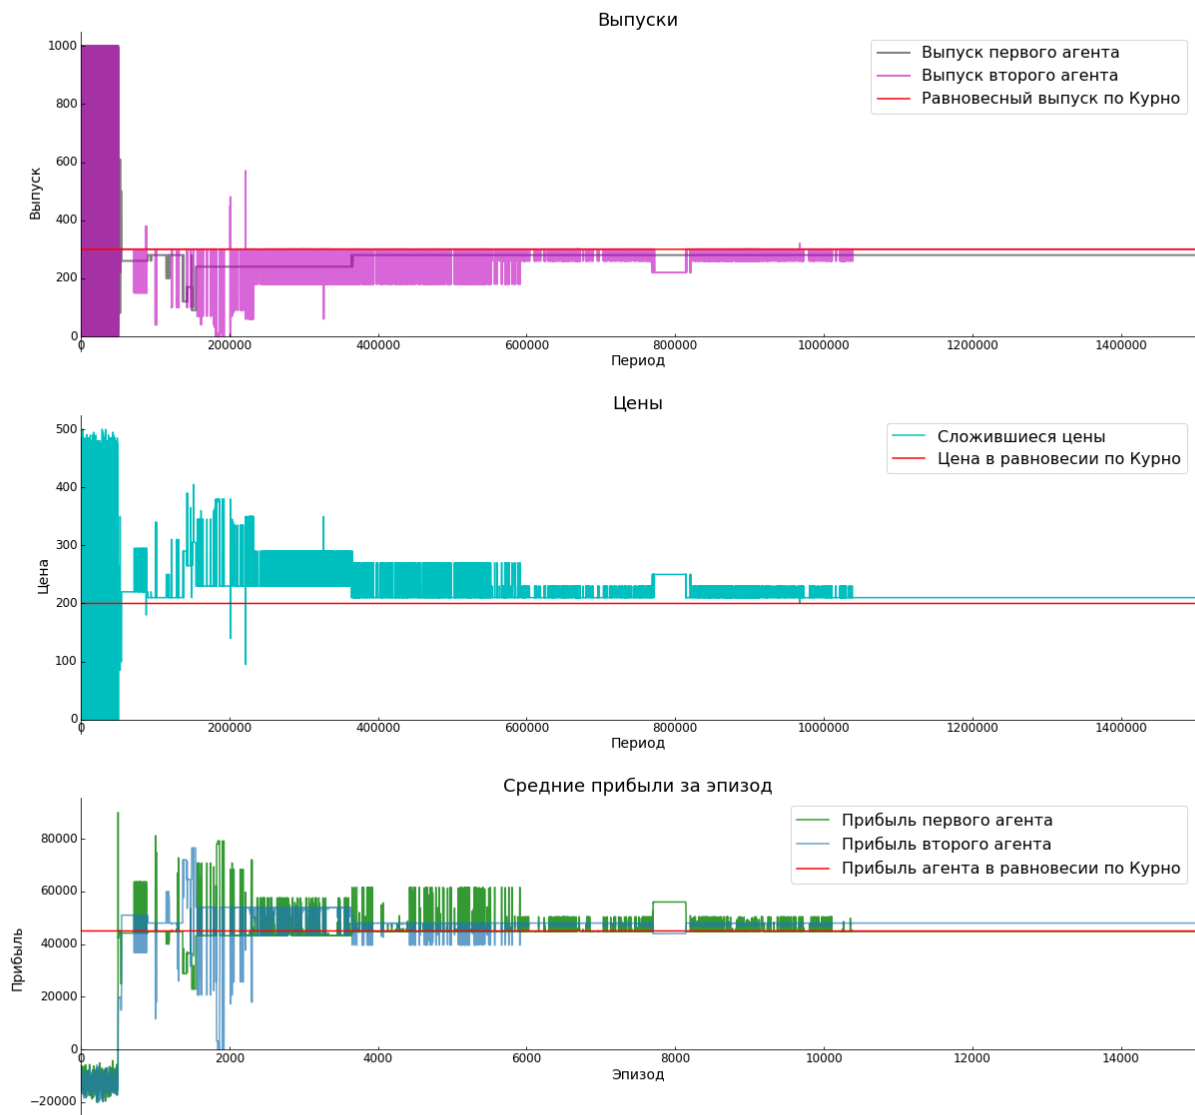 Выпуски
1000
800
600
400
200
0
Выпуск
Выпуск первого агента
Выпуск второго агента
Равновесный выпуск по Курно
0 200000 400000 600000 800000 1000000 1200000 1400000
Период
Цены
500
400
300
200
100
0
Цена
Сложившиеся цены
Цена в равновесии по Курно
0 200000 400000 600000 800000 1000000 1200000 1400000
Период
Средние прибыли за эпизод
80000
60000
40000
20000
0
−20000
Прибыль
Прибыль первого агента
Прибыль второго агента
Прибыль агента в равновесии по Курно
0 2000 4000 6000 8000 10000 12000 14000
Эпизод